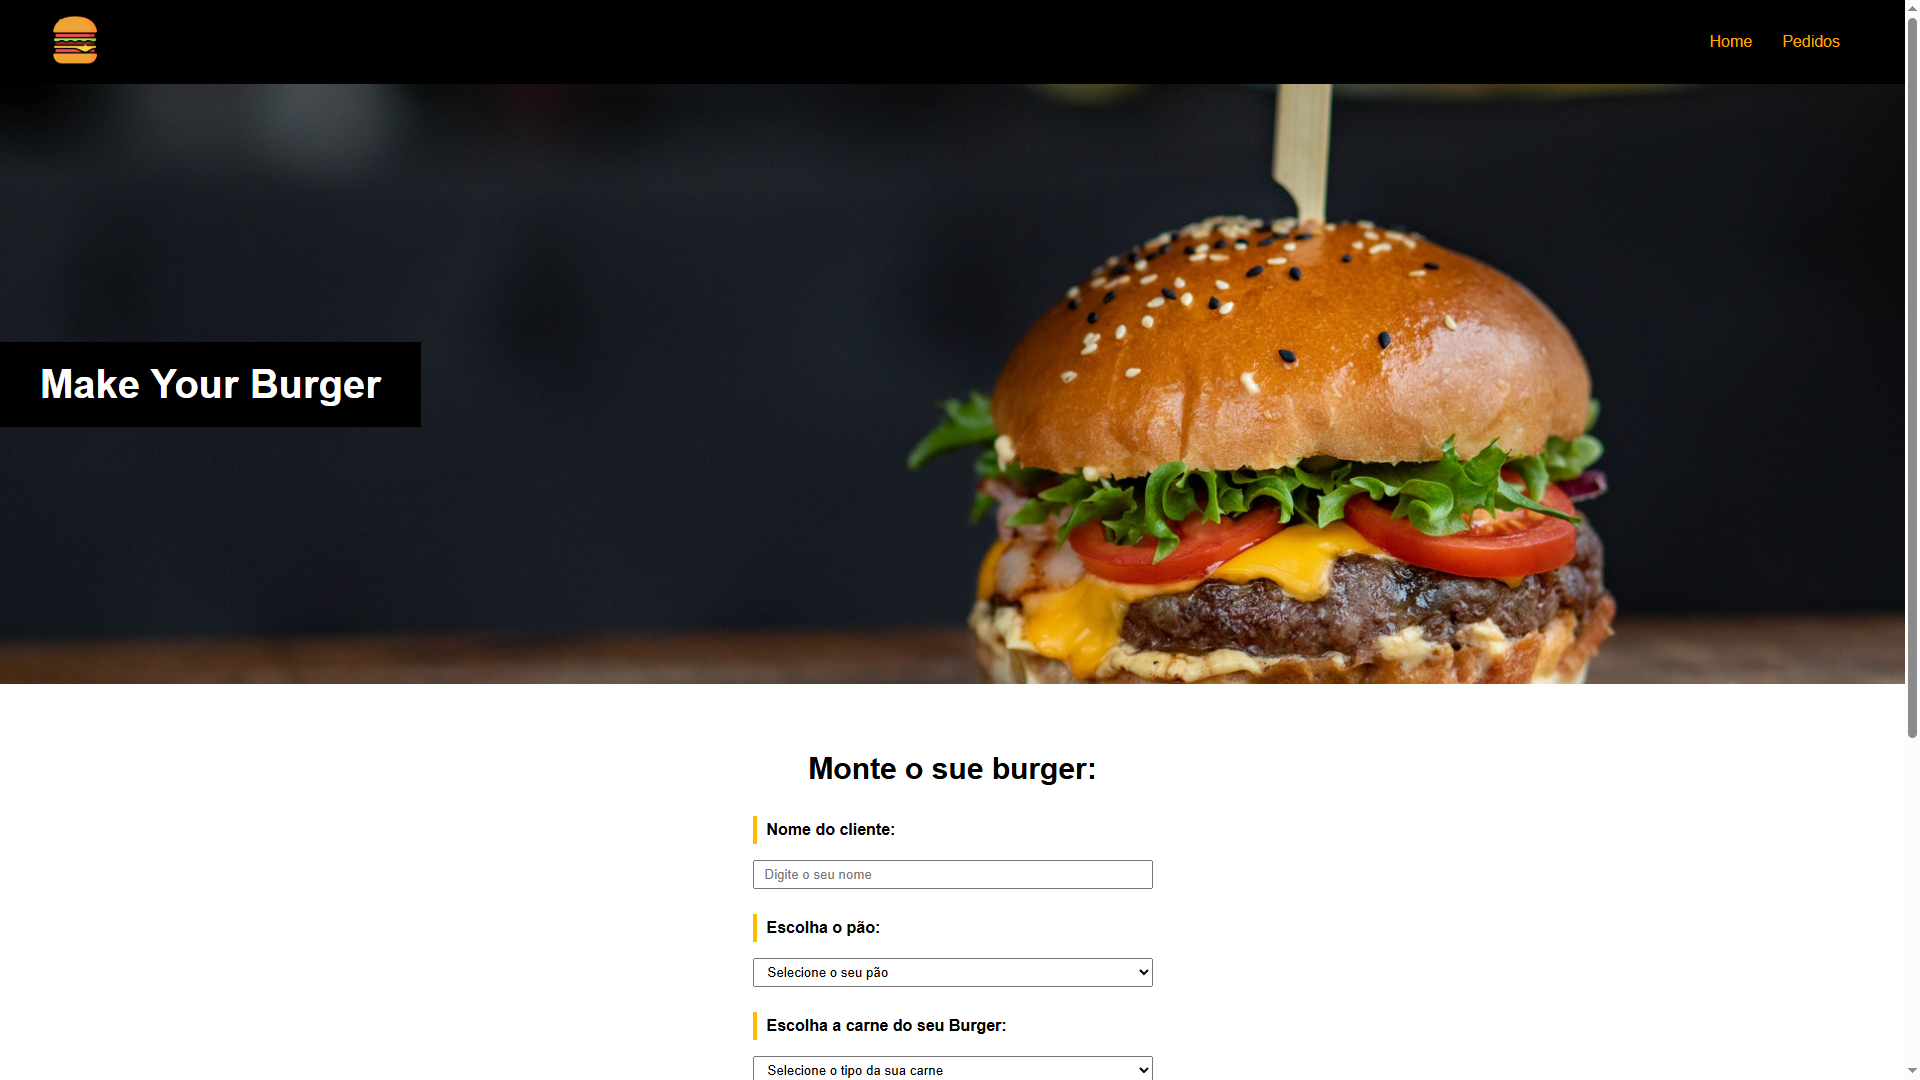 Home Pedidos
Make Your Burger
Monte o sue burger:
Nome do cliente:
Digite o seu nome
Escolha o pão:
Selecione o seu pão
Escolha a carne do seu Burger:
Selecione o tipo da sua carne